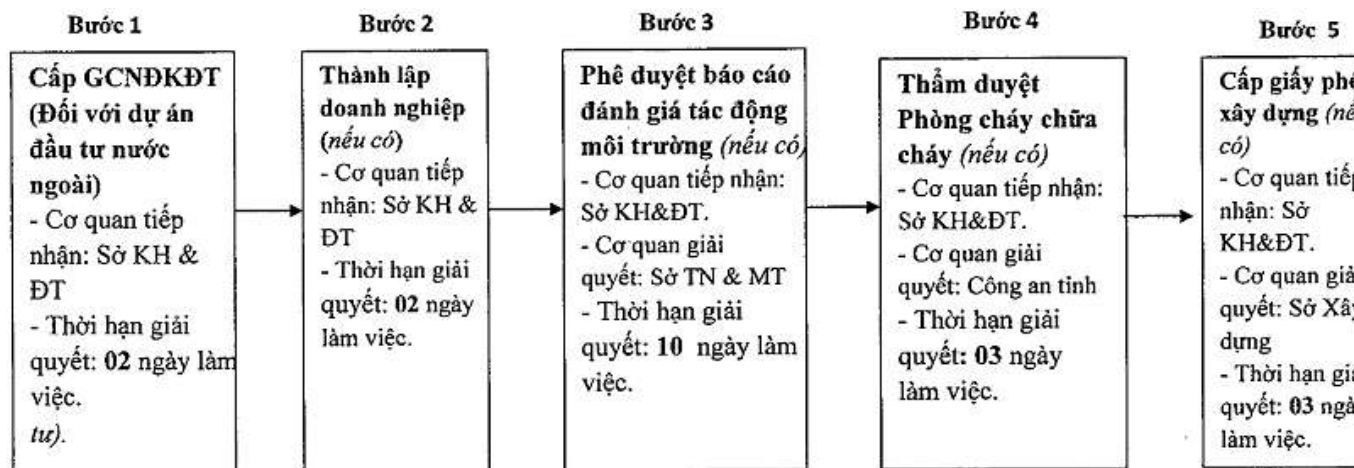 Bước 1
Cấp GCNĐKĐT
(Đối với dự án
đầu tư nước
ngoài)
- Cơ quan tiếp
nhận: Sở KH &
ĐT
- Thời hạn giải
quyết: 02 ngày làm
việc.
tư).
Bước 2
Thành lập
doanh nghiệp
(nếu có)
- Cơ quan tiếp
nhận: Sở KH &
ĐT
- Thời hạn giải
quyết: 02 ngày
làm việc.
Bước 3
Phê duyệt báo cáo
đánh giá tác động
môi trường (nếu có)
- Cơ quan tiếp nhận:
Sở KH&ĐT.
- Cơ quan giải
quyết: Sở TN & MT
- Thời hạn giải
quyết: 10 ngày làm
việc.
Bước 4
Thẩm duyệt
Phòng cháy chữa
cháy (nếu có)
- Cơ quan tiếp nhận:
Sở KH&ĐT.
- Cơ quan giải
quyết: Công an tỉnh
- Thời hạn giải
quyết: 03 ngày
làm việc.
Bước 5
Cấp giấy
xây dựng
có)
- Cơ quan
nhận: Sở
KH&ĐT.
- Cơ quan
quyết: Sở
dựng
- Thời hạn
quyết: 03
làm việc.